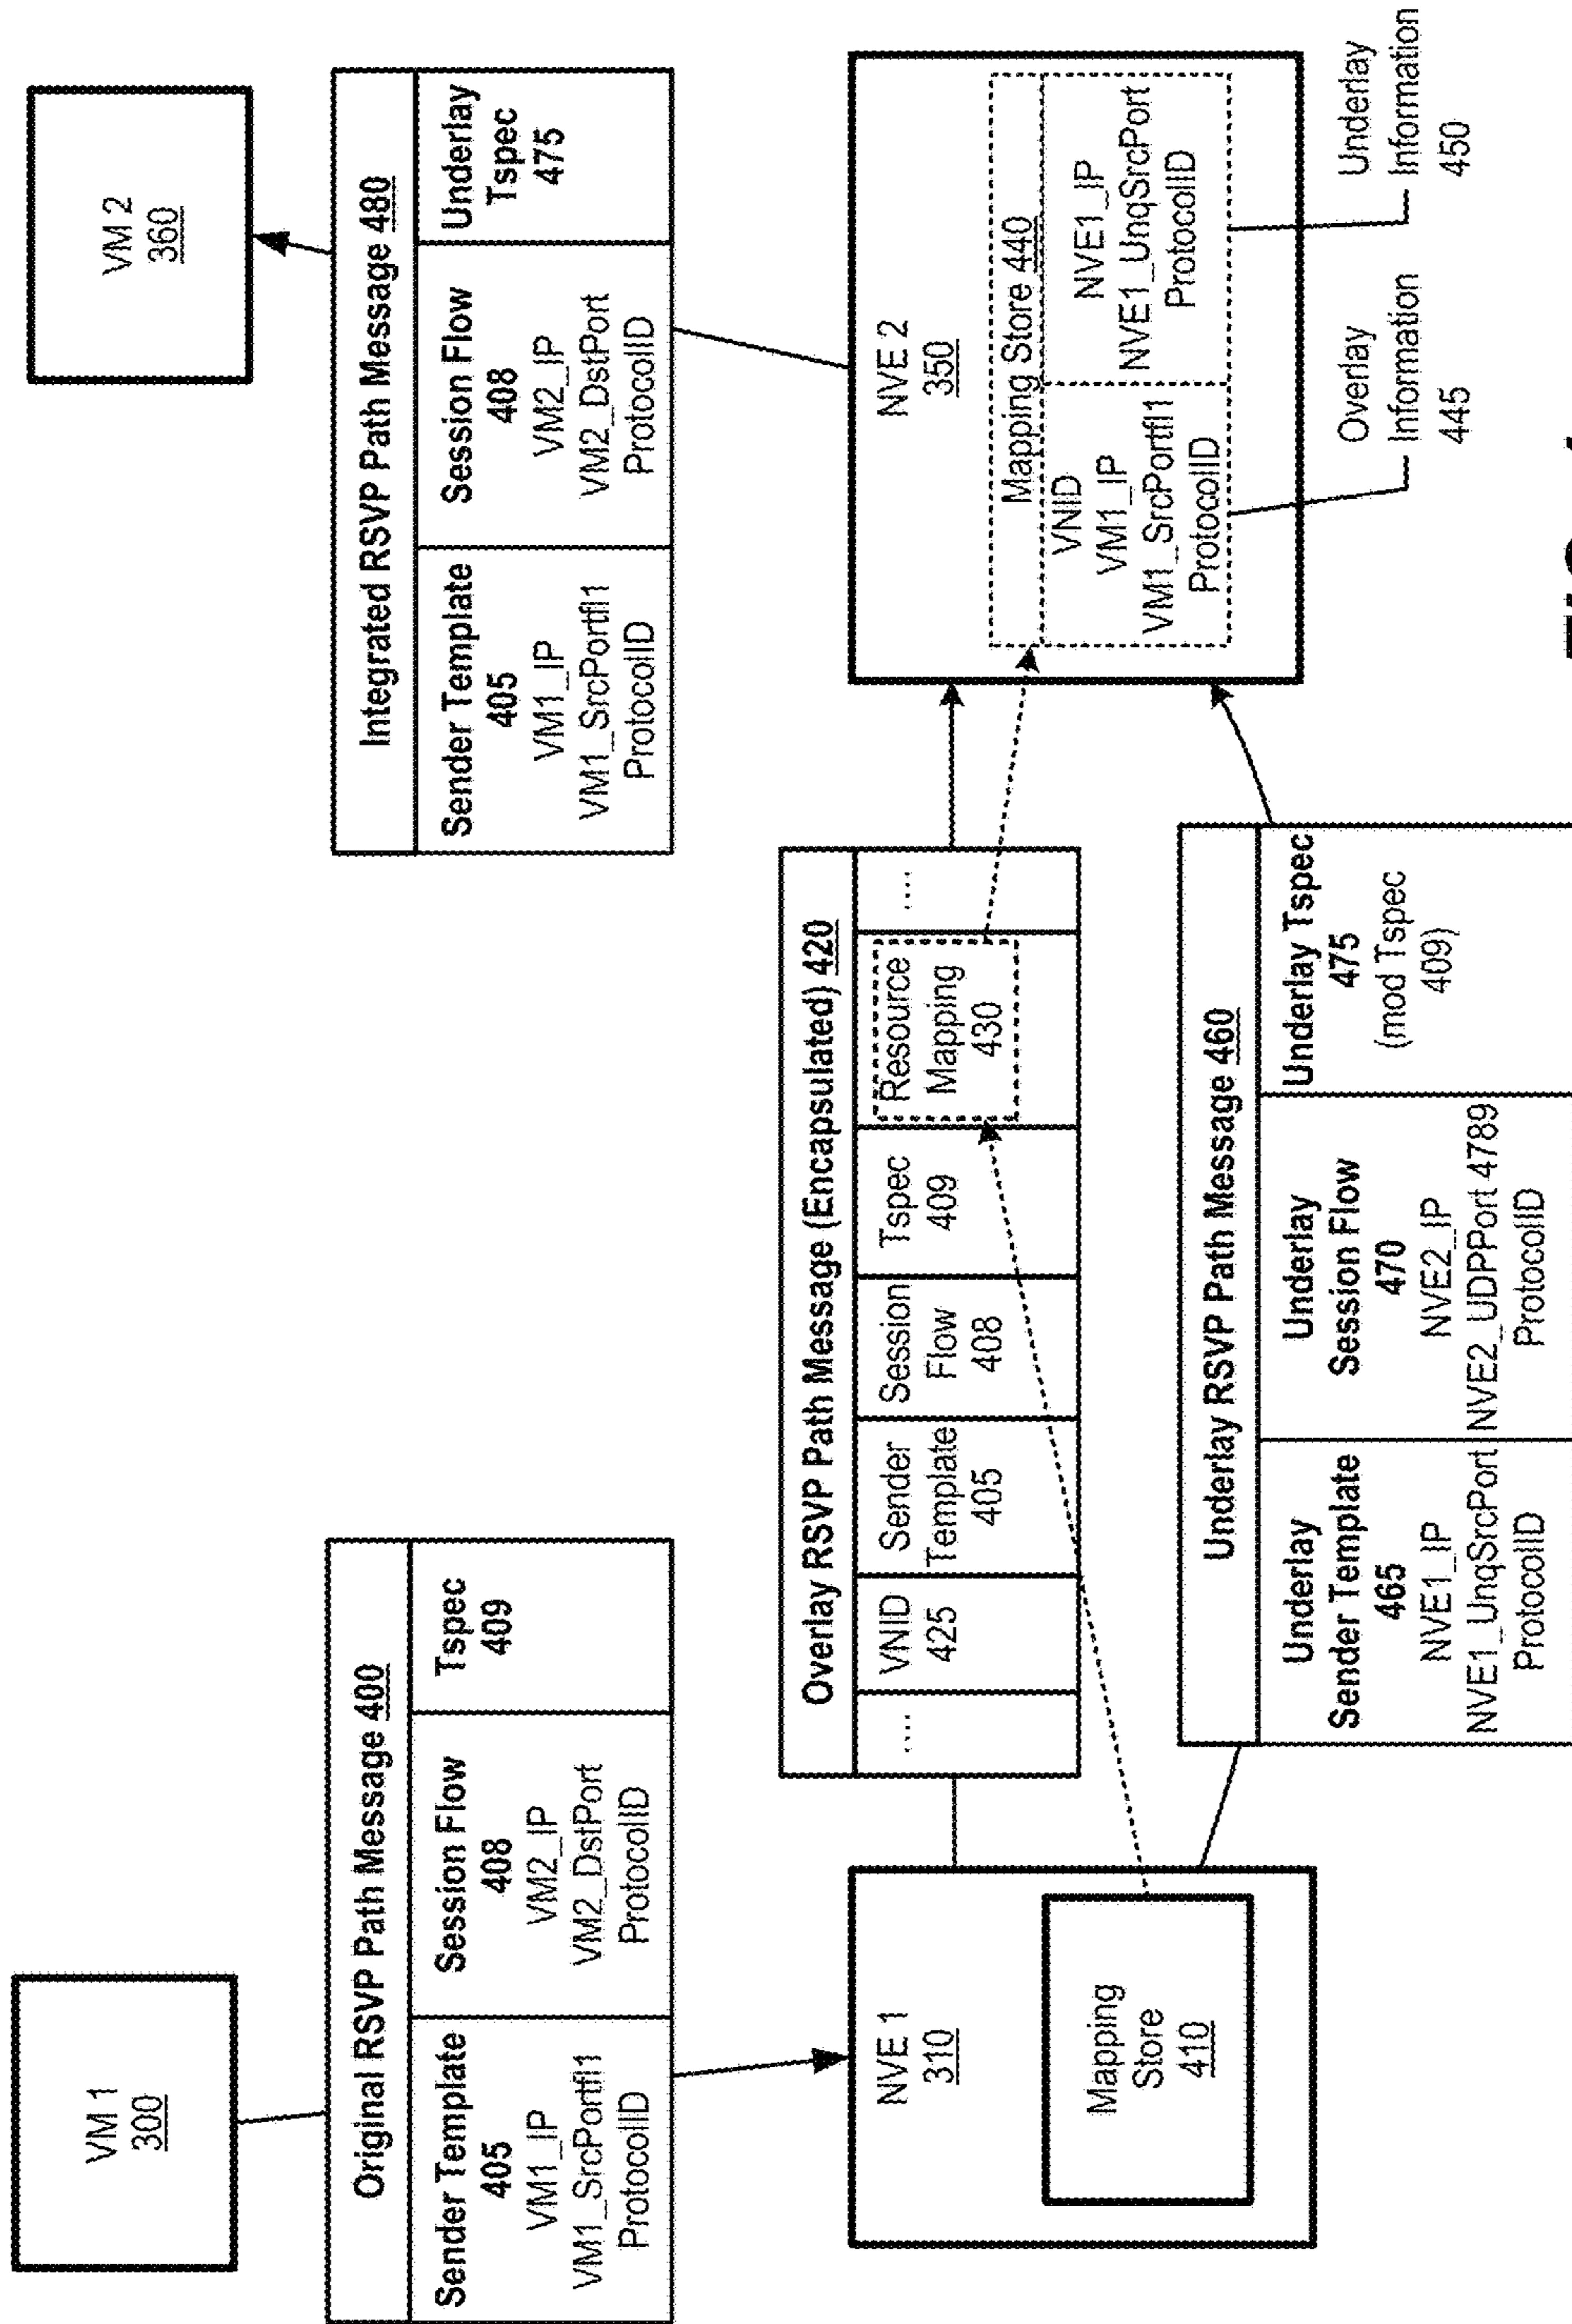 VM 1
300
Original RSVP Path Message 400
Sender Template
405
VM1_IP
VM1_SrcPortfl1
ProtocolID
Session Flow
408
VM2_IP
VM2_DstPort
ProtocolID
Tspec
409
NVE 1
310
Mapping
Store
410
Overlay RSVP Path Message (Encapsulated) 420
....
VNID
425
Sender
Template
405
Session
Flow
408
Tspec
409
Resource
Mapping
430
....
Underlay RSVP Path Message 460
Underlay
Sender Template
465
NVE1_IP
NVE1_UnqSrcPort
ProtocolID
Underlay
Session Flow
470
NVE2_IP
NVE2_UDPPort 4789
ProtocolID
Underlay Tspec
475
(mod Tspec
409)
VM 2
360
Integrated RSVP Path Message 480
Sender Template
405
VM1_IP
VM1_SrcPortfl1
ProtocolID
Session Flow
408
VM2_IP
VM2_DstPort
ProtocolID
Underlay
Tspec
475
NVE 2
350
Mapping Store 440
VNID
VM1_IP
VM1_SrcPortfl1
ProtocolID
NVE1_IP
NVE1_UnqSrcPort
ProtocolID
Overlay
Information
445
Underlay
Information
450